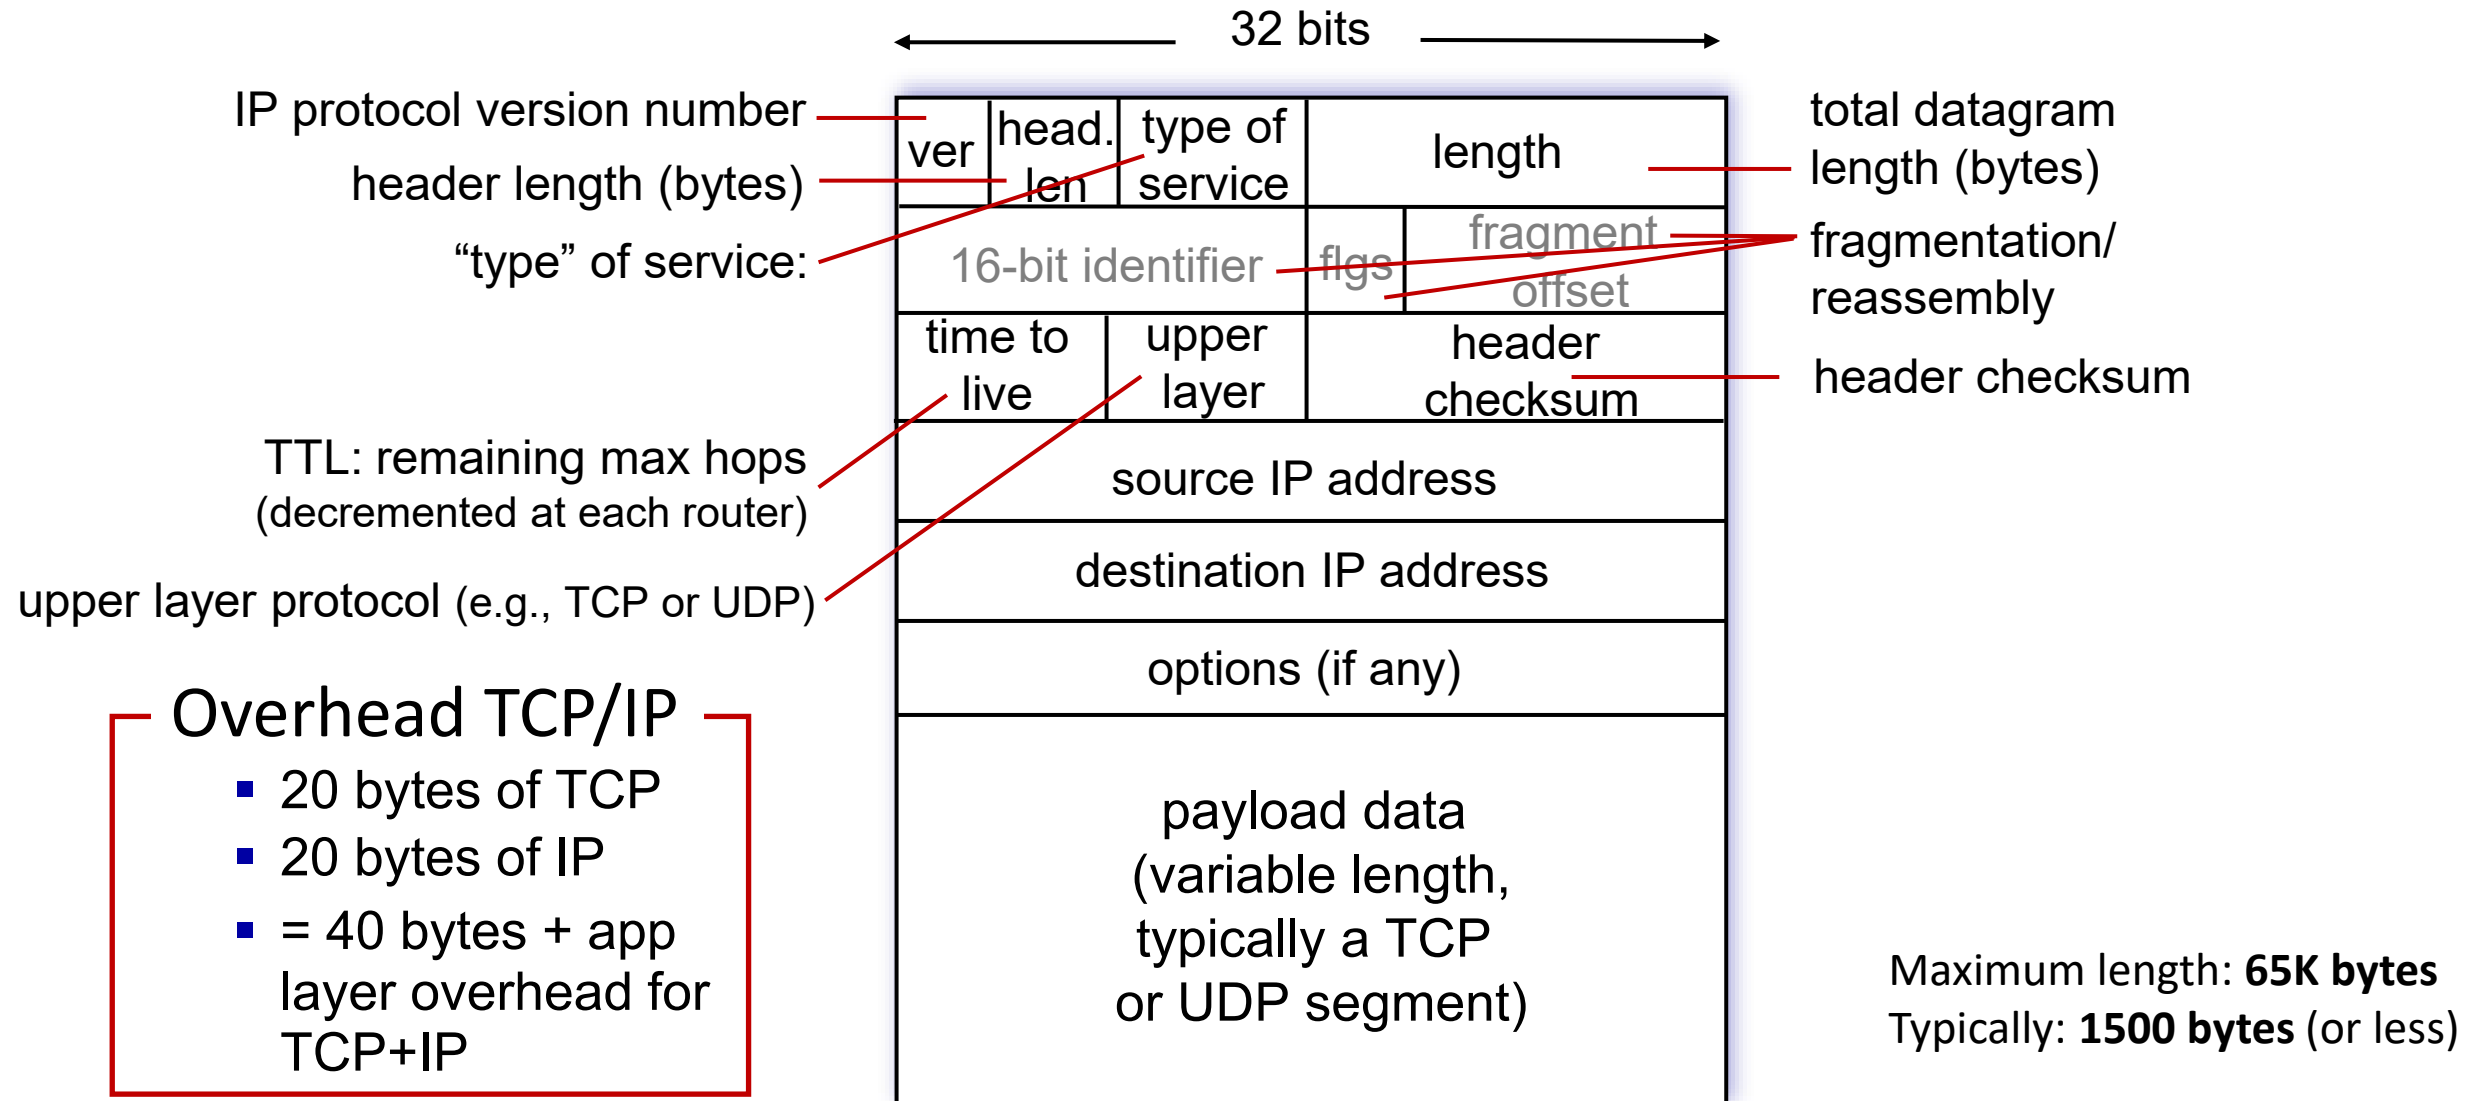 32 bits
IP protocol version number
header length (bytes)
“type” of service:
TTL: remaining max hops
(decremented at each router)
upper layer protocol (e.g., TCP or UDP)
ver
head.
len
type of
service
length
16-bit identifier
flgs
fragment
offset
time to
live
upper
layer
header
checksum
source IP address
destination IP address
options (if any)
payload data
(variable length,
typically a TCP
or UDP segment)
total datagram
length (bytes)
fragmentation/
reassembly
header checksum
Overhead TCP/IP
▪ 20 bytes of TCP
▪ 20 bytes of IP
▪ = 40 bytes + app
layer overhead for
TCP+IP
Maximum length: 65K bytes
Typically: 1500 bytes (or less)